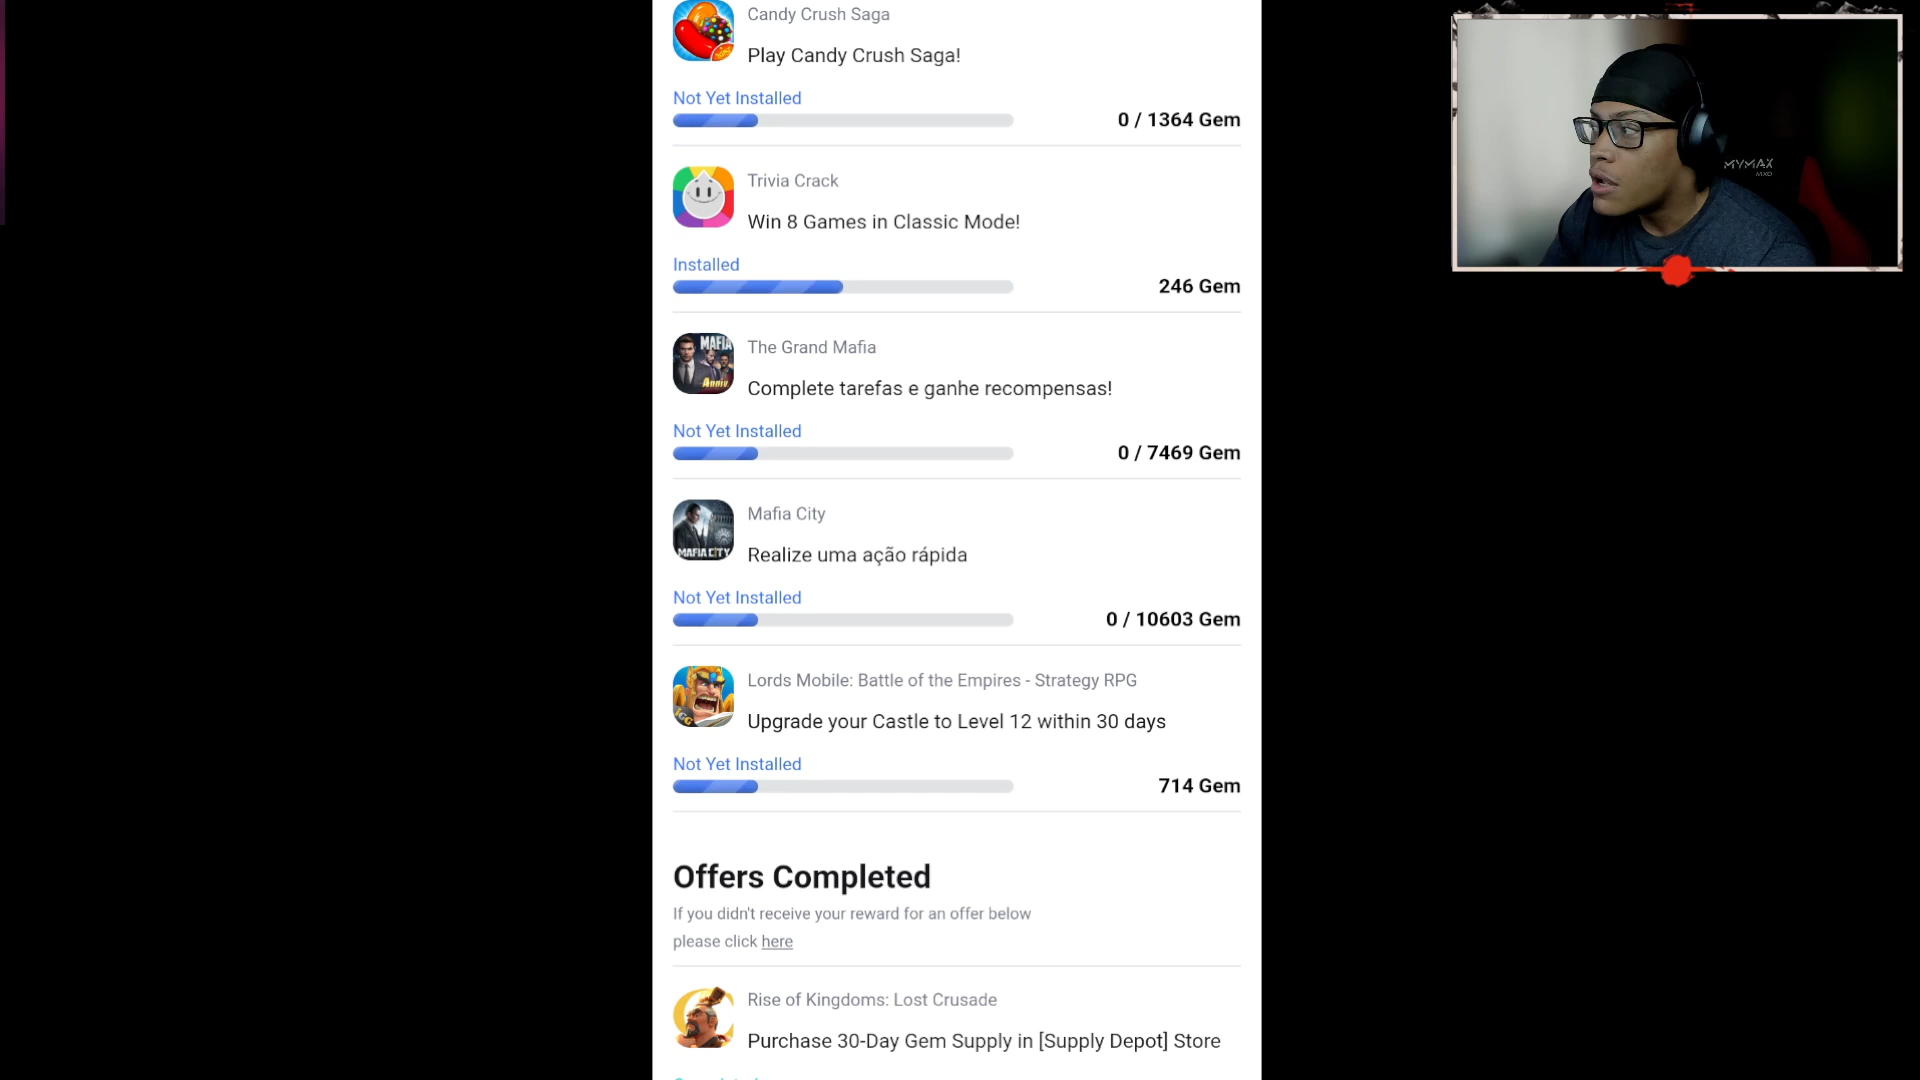 Candy Crush Saga
Play Candy Crush Saga!
Not Yet Installed
0 / 1364 Gem
Trivia Crack
Win 8 Games in Classic Mode!
Installed
246 Gem
MAFIA
The Grand Mafia
Complete tarefas e ganhe recompensas!
Not Yet Installed
0 / 7469 Gem
MAFIA CITY
Mafia City
Realize uma ação rápida
Not Yet Installed
0 / 10603 Gem
IGG
Lords Mobile: Battle of the Empires - Strategy RPG
Upgrade your Castle to Level 12 within 30 days
Not Yet Installed
714 Gem
Offers Completed
If you didn't receive your reward for an offer below
please click here
Rise of Kingdoms: Lost Crusade
Purchase 30-Day Gem Supply in [Supply Depot] Store
MYMAX
MX0